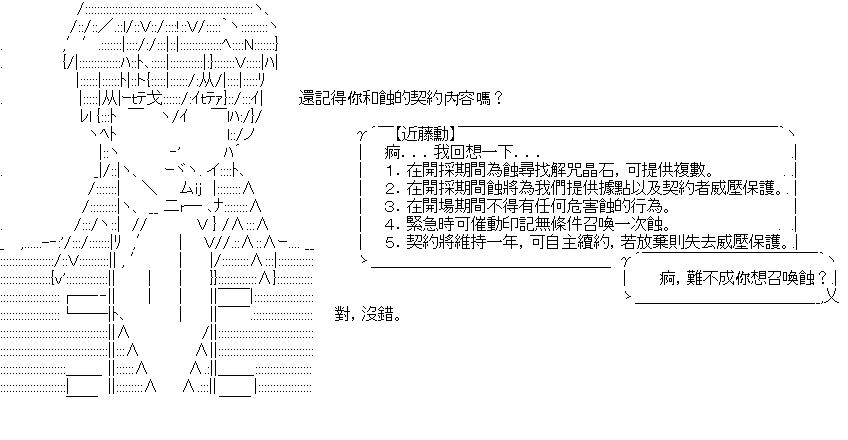 還記得你和蝕的契約內容嗎？
【近藤勳】
痾．．．我回想一下．．．
１．在開採期間為蝕尋找解咒晶石，可提供複數。
２．在開採期間蝕將為我們提供據點以及契約者威壓保護。
３．在開場期間不得有任何危害蝕的行為。
４．緊急時可催動印記無條件召喚一次蝕。
５．契約將維持一年，可自主續約，若放棄則失去威壓保護。
痾，難不成你想召喚蝕？
對，沒錯。